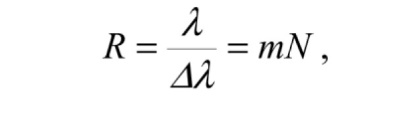 R = λ / Δλ = mN ,